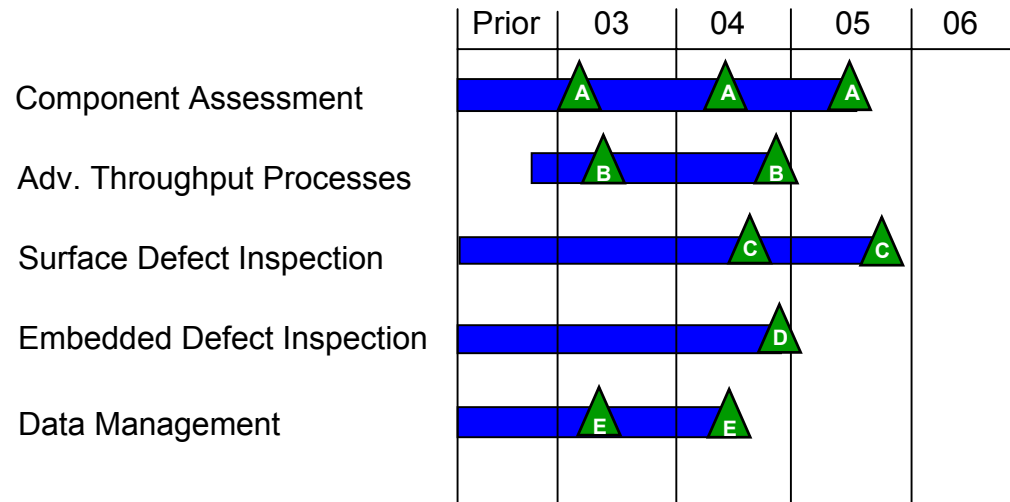 Prior 03 04 05 06
Component Assessment A A A
Adv. Throughput Processes B B
Surface Defect Inspection C C
Embedded Defect Inspection D
Data Management E E